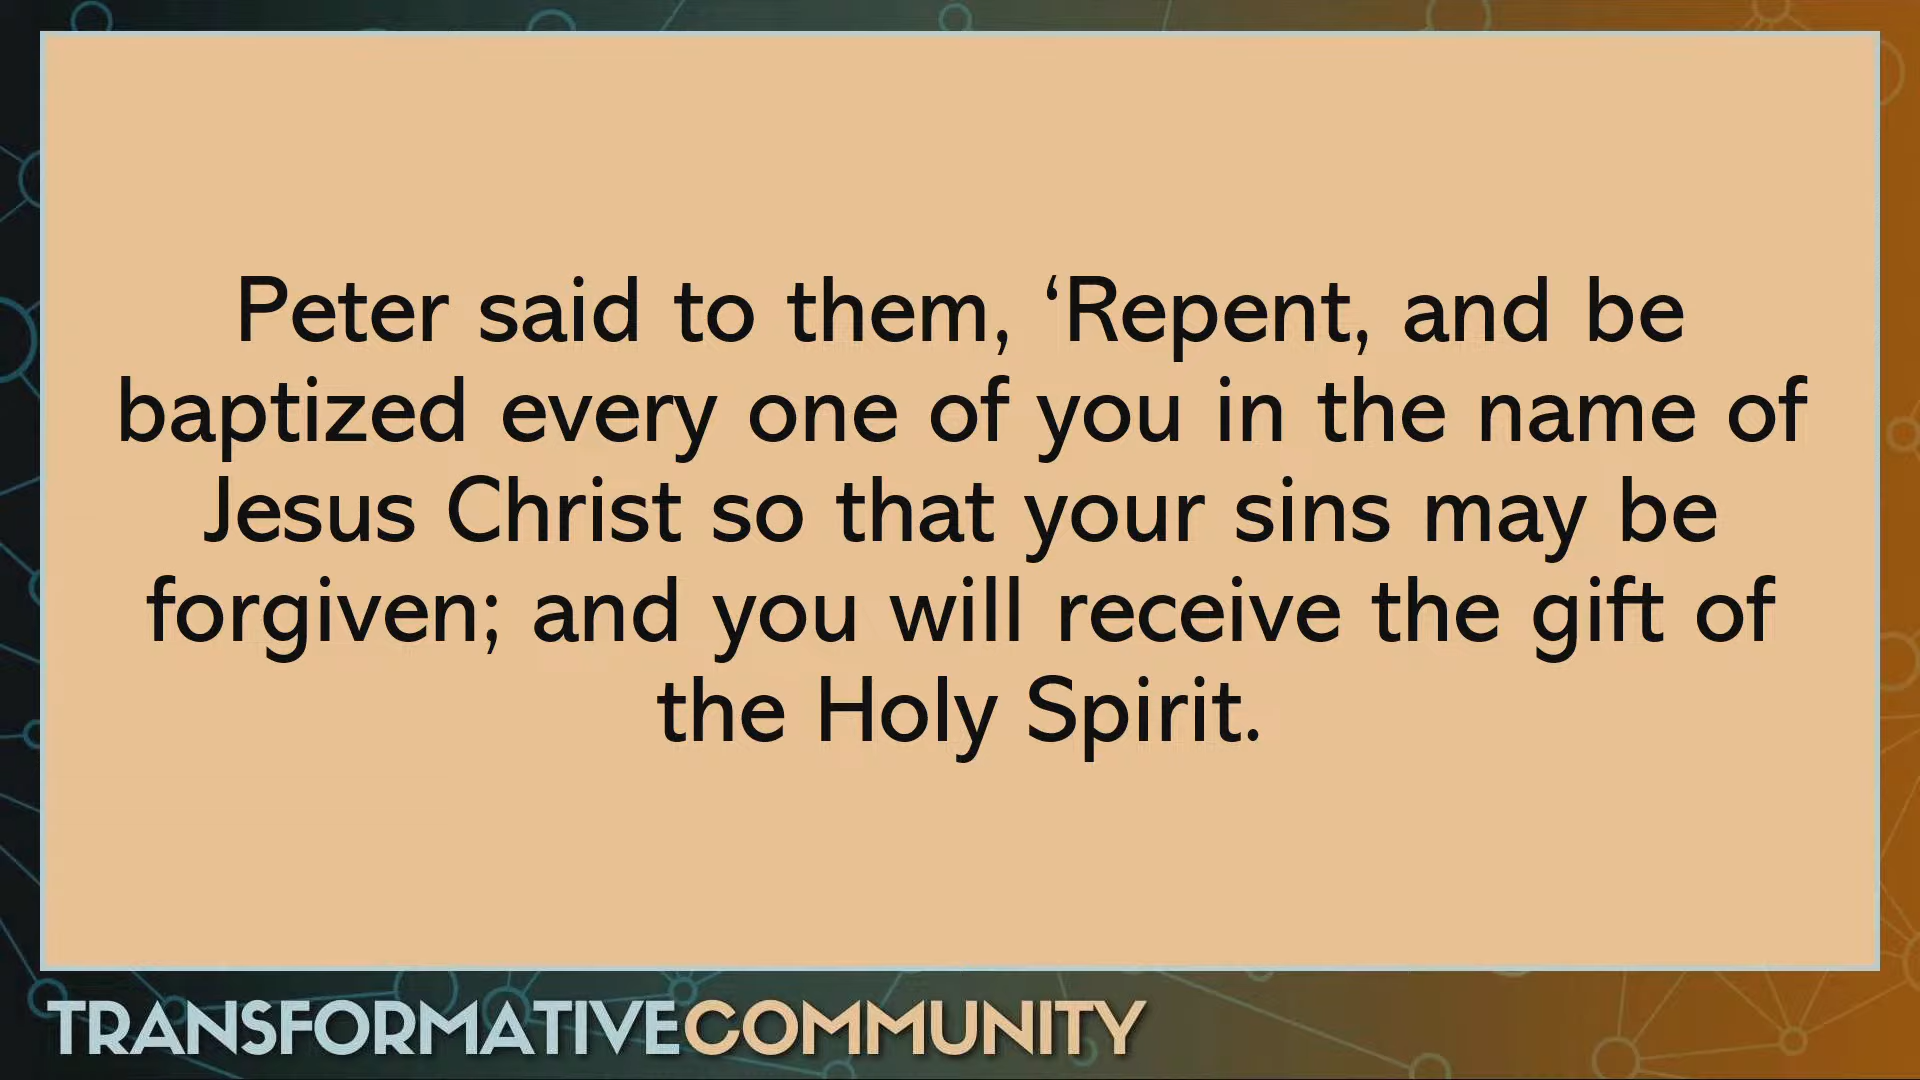 Peter said to them, ‘Repent, and be
baptized every one of you in the name of
Jesus Christ so that your sins may be
forgiven; and you will receive the gift of
the Holy Spirit.
TRANSFORMATIVECOMMUNITY